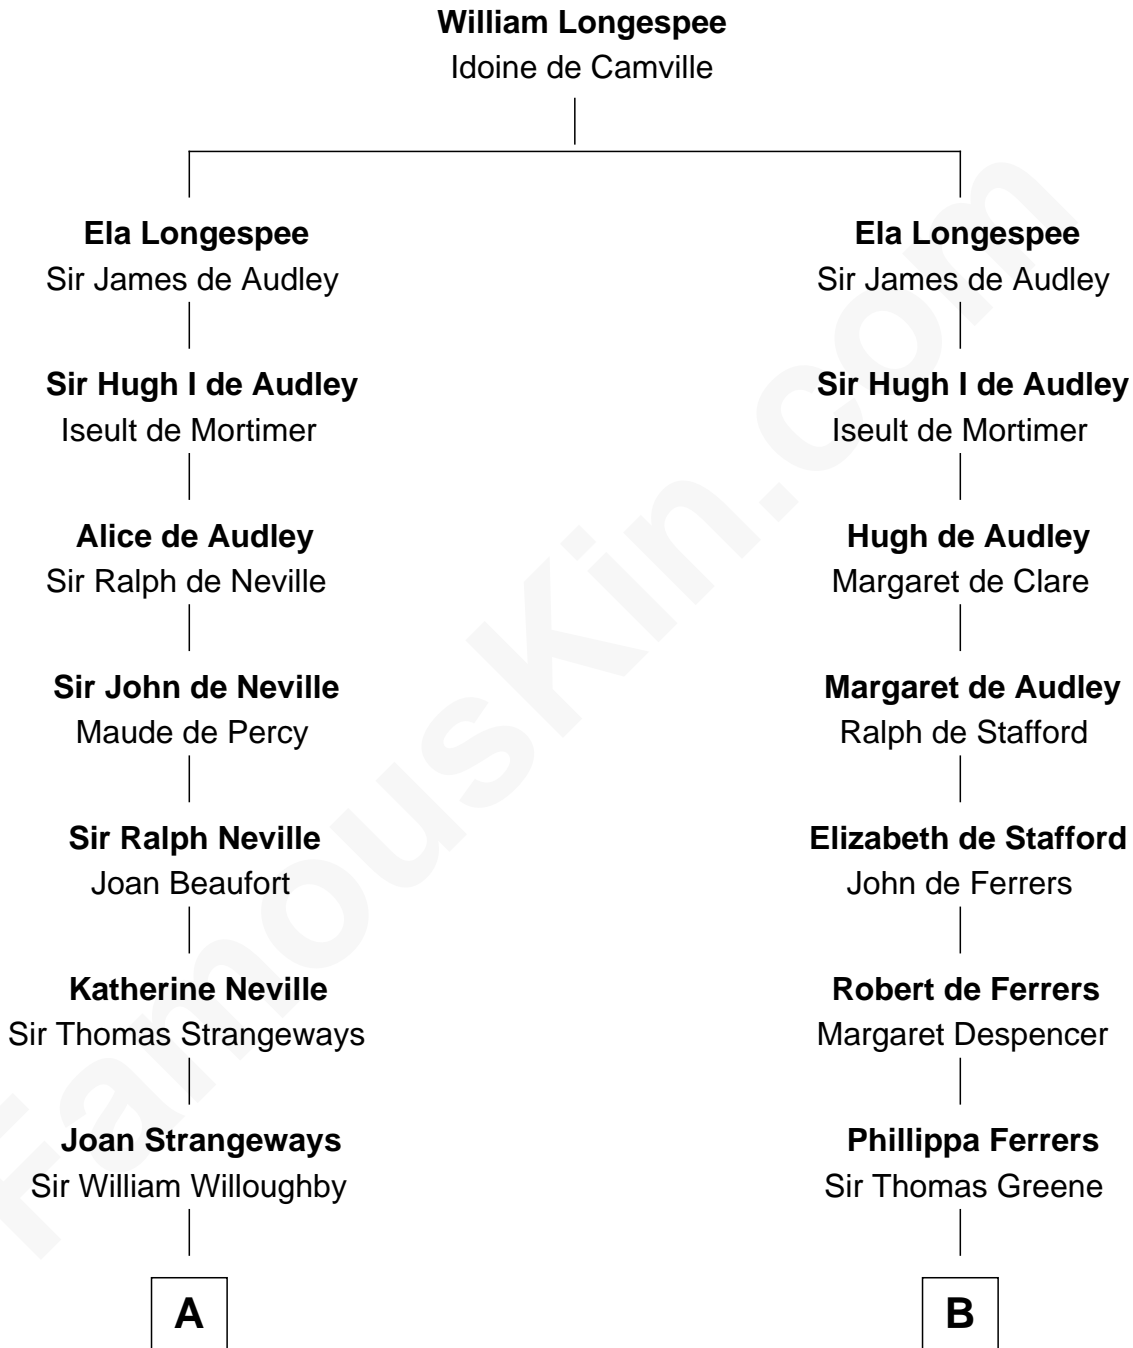 William Longespee
Idoine de Camville
Ela Longespee
Sir James de Audley
Sir Hugh I de Audley
Iseult de Mortimer
Alice de Audley
Sir Ralph de Neville
Sir John de Neville
Maude de Percy
Sir Ralph Neville
Joan Beaufort
Katherine Neville
Sir Thomas Strangeways
Joan Strangeways
Sir William Willoughby
A
Ela Longespee
Sir James de Audley
Sir Hugh I de Audley
Iseult de Mortimer
Hugh de Audley
Margaret de Clare
Margaret de Audley
Ralph de Stafford
Elizabeth de Stafford
John de Ferrers
Robert de Ferrers
Margaret Despencer
Phillippa Ferrers
Sir Thomas Greene
B
FamousKin.com